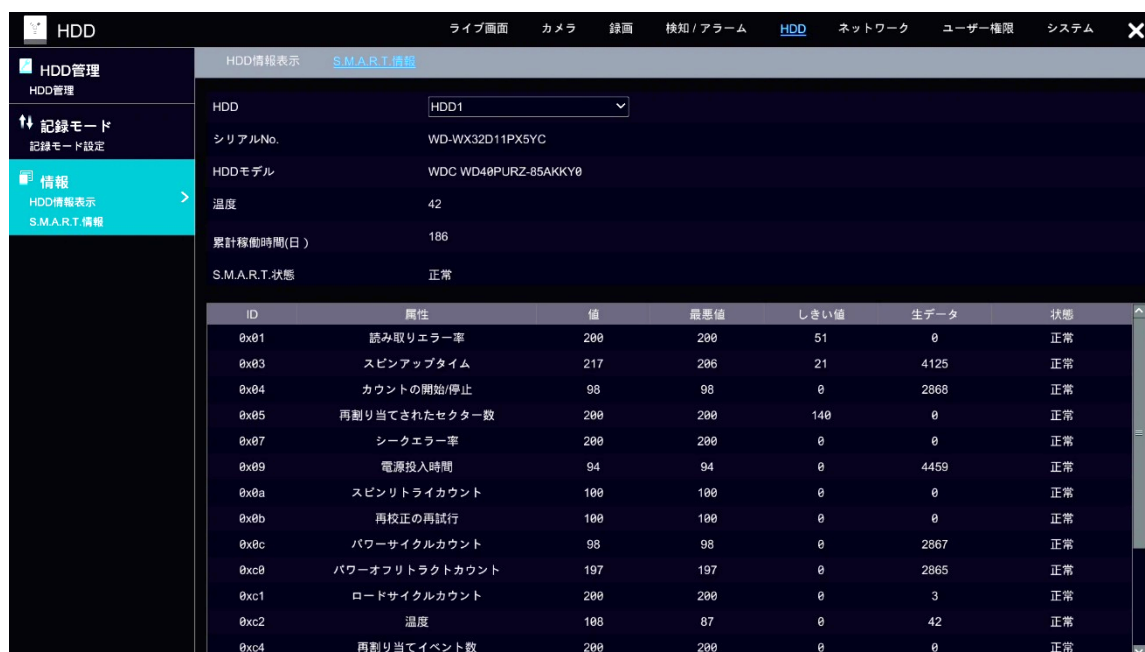 HDD ライブ画面 カメラ 録画 検知 / アラーム HDD ネットワーク ユーザー権限 システム X
HDD管理
HDD管理
記録モード
記録モード設定
情報
HDD情報表示
S.M.A.R.T.情報
HDD情報表示 S.M.A.R.T.情報
HDD HDD1
シリアルNo. WD-WX32D11PX5YC
HDDモデル WDC WD40PURZ-85AKKY0
温度 42
累計稼働時間(日) 186
S.M.A.R.T.状態 正常
ID 属性 値 最悪値 しきい値 生データ 状態
0x01 読み取りエラー率 200 200 51 0 正常
0x03 スピンアップタイム 217 206 21 4125 正常
0x04 カウントの開始/停止 98 98 0 2868 正常
0x05 再割り当てされたセクター数 200 200 140 0 正常
0x07 シークエラー率 200 200 0 0 正常
0x09 電源投入時間 94 94 0 4459 正常
0x0a スピンリトライカウント 100 100 0 0 正常
0x0b 再校正の再試行 100 100 0 0 正常
0x0c パワーサイクルカウント 98 98 0 2867 正常
0xc0 パワーオフリトラクトカウント 197 197 0 2865 正常
0xc1 ロードサイクルカウント 200 200 0 3 正常
0xc2 温度 108 87 0 42 正常
0xc4 再割り当てイベント数 200 200 0 0 正常